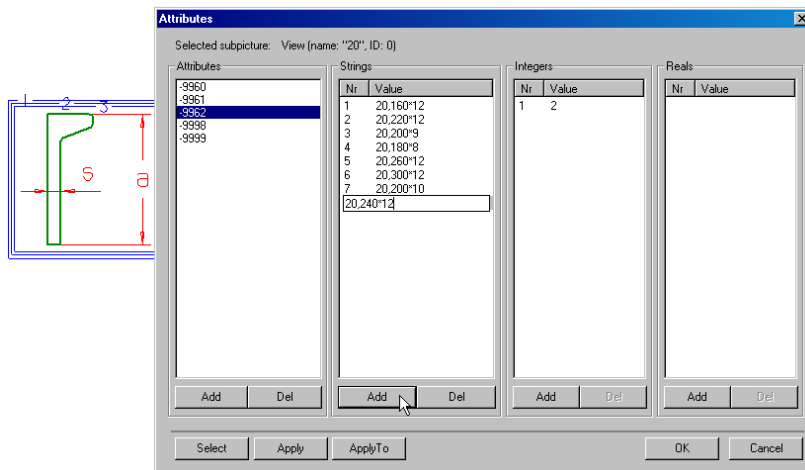 Attributes
Selected subpicture: View (name: "20", ID: 0)
Attributes
-9960
-9961
-9962
-9998
-9999
Add Del
Strings
Nr Value
1 20,160*12
2 20,220*12
3 20,200*9
4 20,180*8
5 20,260*12
6 20,300*12
7 20,200*10
20,240*12
Add Del
Integers
Nr Value
1 2
Add Del
Reals
Nr Value
Add Del
Select Apply ApplyTo OK Cancel
1 2 3
s
a